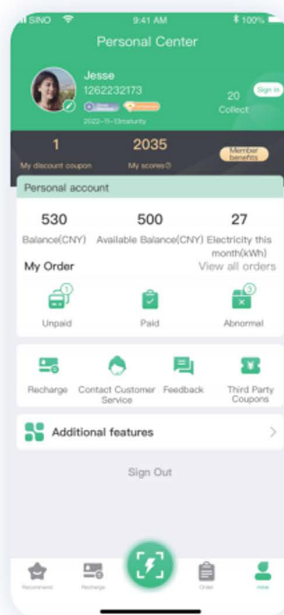 SINO 9:41 AM 100%
Personal Center
Jesse
1262232173
Sign in
20
Collect
2022-11-13maturity
1 2035 Member benefits
My discount coupon My scores
Personal account
530 500 27
Balance(CNY) Available Balance(CNY) Electricity this month(kWh)
My Order View all orders
1 3
Unpaid Paid Abnormal
Recharge Contact Customer Service Feedback Third Party Coupons
Additional features
Sign Out
Recommend Recharge Order Mine